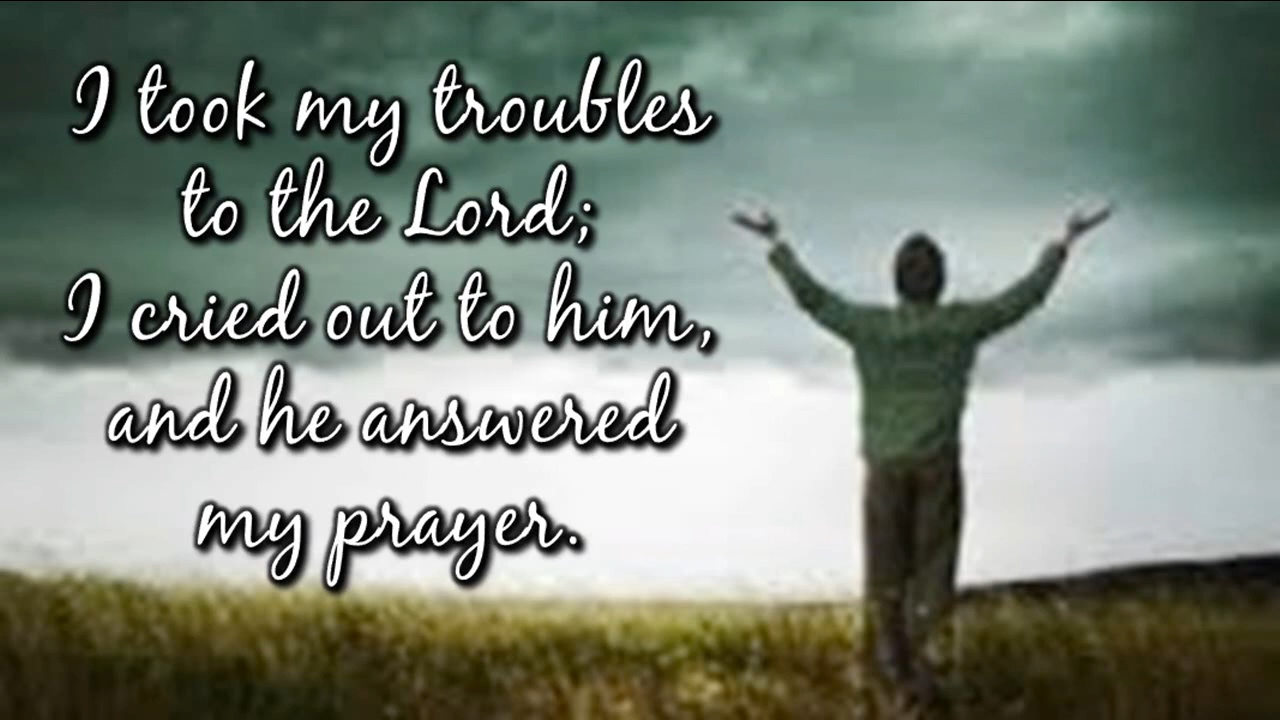 I took my troubles
to the Lord;
I cried out to him,
and he answered
my prayer.